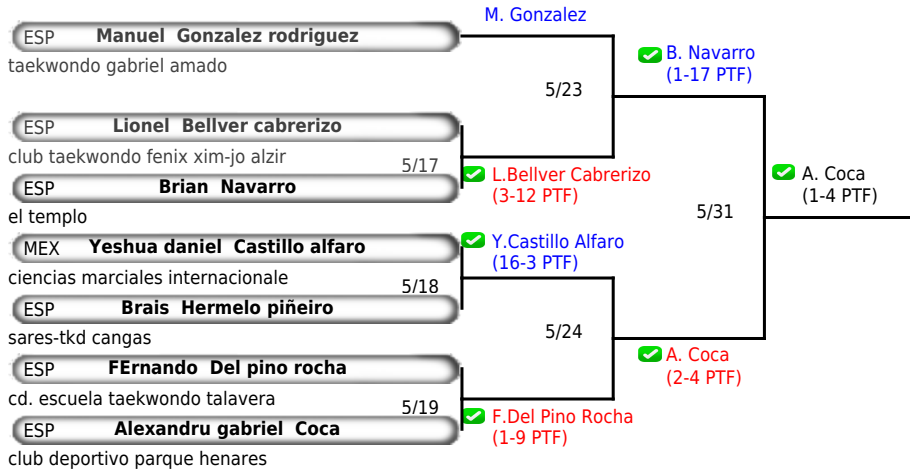 M. Gonzalez
ESP Manuel Gonzalez rodriguez
taekwondo gabriel amado
B. Navarro
(1-17 PTF)
5/23
ESP Lionel Bellver cabrerizo
club taekwondo fenix xim-jo alzir
5/17
ESP Brian Navarro
el templo
L.Bellver Cabrerizo
(3-12 PTF)
A. Coca
(1-4 PTF)
5/31
MEX Yeshua daniel Castillo alfaro
ciencias marciales internacionale
Y.Castillo Alfaro
(16-3 PTF)
5/18
ESP Brais Hermelo piñeiro
sares-tkd cangas
5/24
ESP FErnando Del pino rocha
cd. escuela taekwondo talavera
A. Coca
(2-4 PTF)
5/19
ESP Alexandru gabriel Coca
club deportivo parque henares
F.Del Pino Rocha
(1-9 PTF)